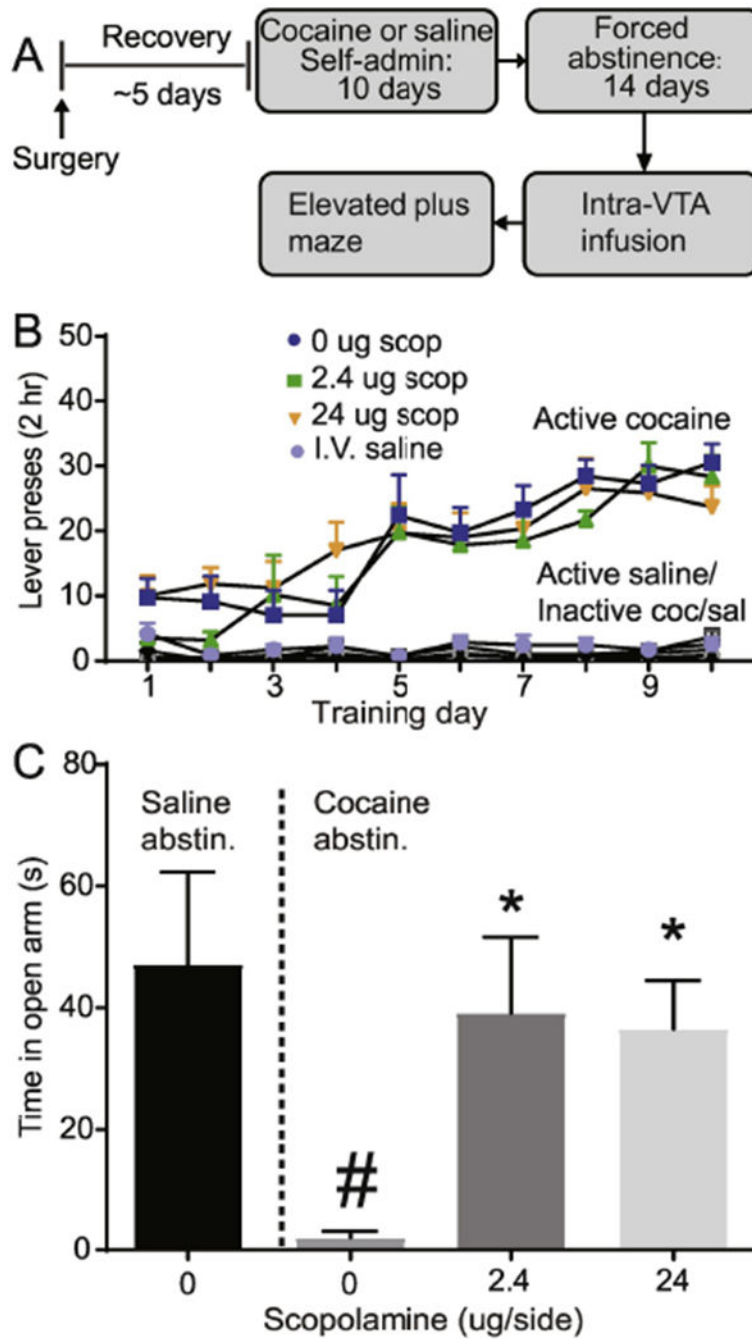 A
Recovery
~5 days
Surgery
Cocaine or saline
Self-admin:
10 days
Forced
abstinence:
14 days
Intra-VTA
infusion
Elevated plus
maze
B
Lever preses (2 hr)
50
40
30
20
10
0
0 ug scop
2.4 ug scop
24 ug scop
I.V. saline
Active cocaine
Active saline/
Inactive coc/sal
1 3 5 7 9
Training day
C
Time in open arm (s)
80
60
40
20
0
Saline
abstin.
Cocaine
abstin.
#
*
*
0 0 2.4 24
Scopolamine (ug/side)